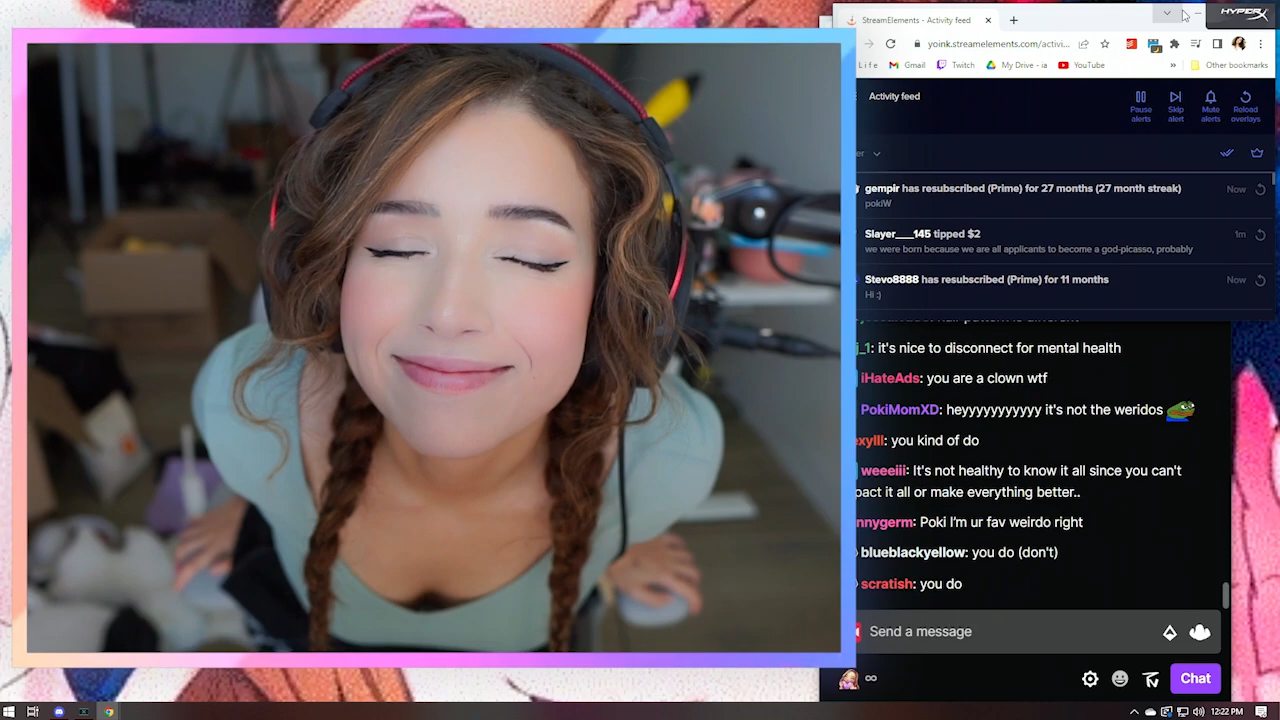 HYPERX
StreamElements - Activity feed
yoink.streamelements.com/activi...
Life
Gmail
Twitch
My Drive - ia
YouTube
»
Other bookmarks
Activity feed
Pause alerts
Skip alert
Mute alerts
Reload overlays
gempir has resubscribed (Prime) for 27 months (27 month streak)
Now
pokiW
Slayer___145 tipped $2
1m
we were born because we are all applicants to become a god-picasso, probably
Stevo8888 has resubscribed (Prime) for 11 months
Now
Hi :)
j_1: it's nice to disconnect for mental health
iHateAds: you are a clown wtf
PokiMomXD: heyyyyyyyyyyy it's not the weridos
exylll: you kind of do
weeeiii: It's not healthy to know it all since you can't
pact it all or make everything better..
nnygerm: Poki I'm ur fav weirdo right
blueblackyellow: you do (don't)
scratish: you do
Send a message
∞
Chat
12:22 PM